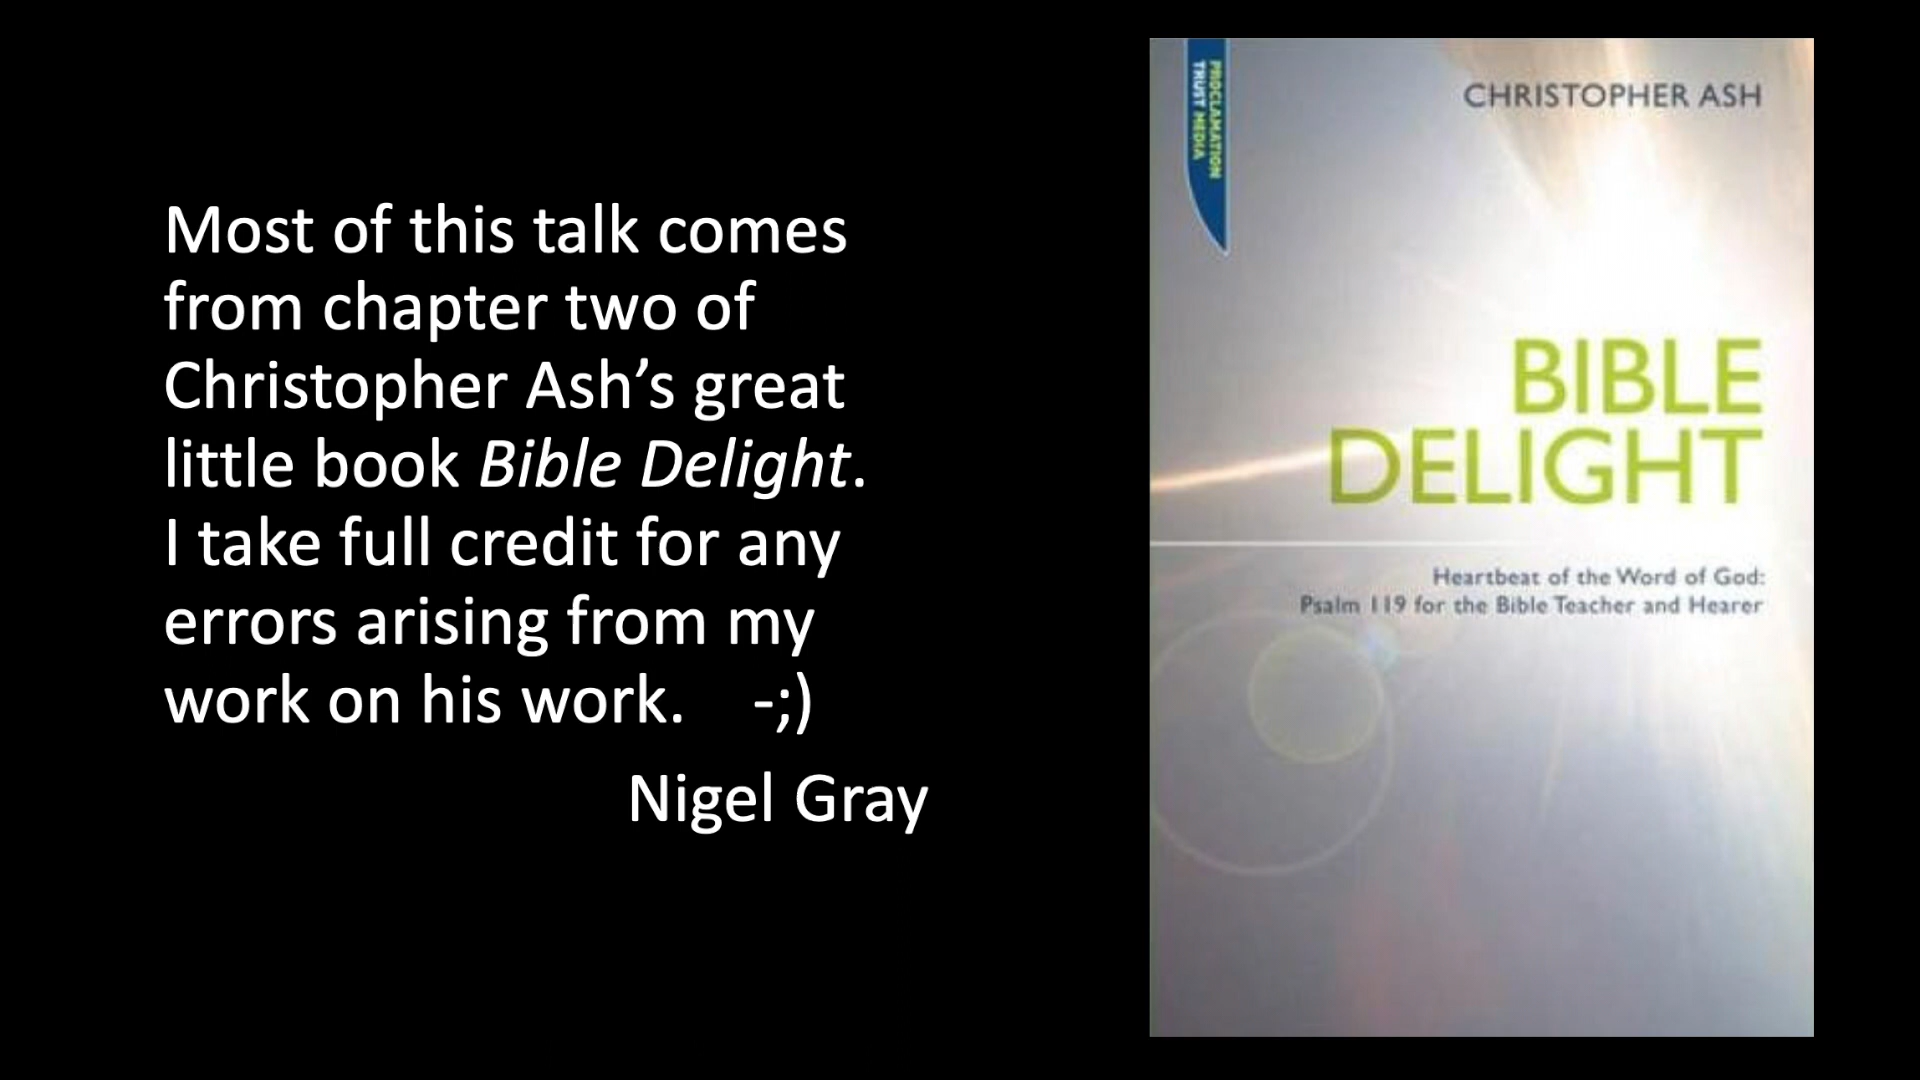 Most of this talk comes
from chapter two of
Christopher Ash’s great
little book Bible Delight.
I take full credit for any
errors arising from my
work on his work.    -;)
Nigel Gray
PROCLAMATION
TRUST MEDIA
CHRISTOPHER ASH
BIBLE
DELIGHT
Heartbeat of the Word of God:
Psalm 119 for the Bible Teacher and Hearer